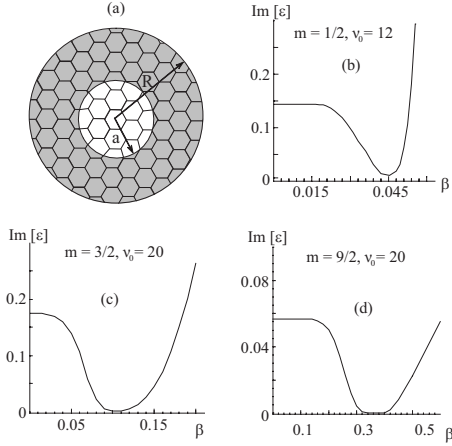 (a)
R
a
Im [ε]
m = 1/2, ν₀ = 12
(b)
0.2
0.1
0
0.015
0.045
β
Im [ε]
m = 3/2, ν₀ = 20
(c)
0.2
0.1
0
0.05
0.15
β
Im [ε]
m = 9/2, ν₀ = 20
(d)
0.08
0.04
0
0.1
0.3
0.5
β